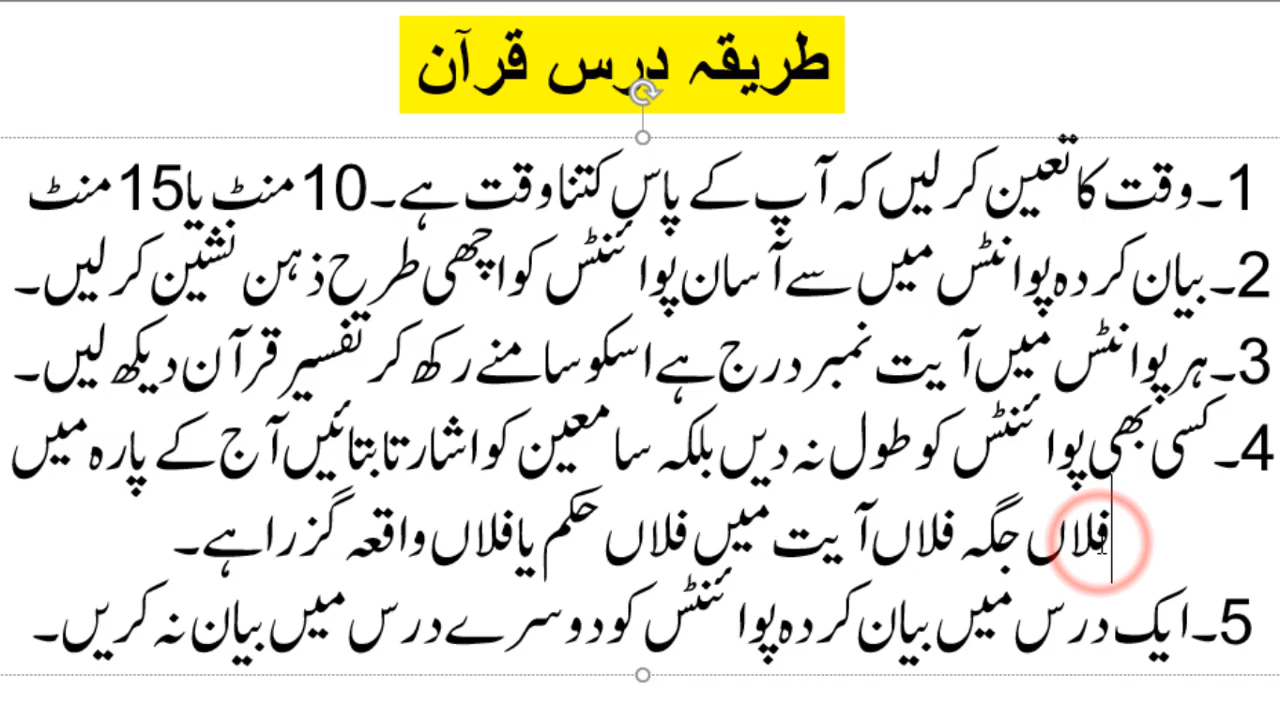 طریقہ درس قرآن
1۔وقت کا تعین کرلیں کہ آپ کے پاس کتنا وقت ہے۔10 منٹ یا15 منٹ
2۔بیان کردہ پوانٹس میں سے آسان پوائنٹس کو اچھی طرح ذہن نشین کرلیں۔
3۔ہر پوانٹس میں آیت نمبر درج ہے اسکو سامنے رکھ کر تفسیر قرآن دیکھ لیں۔
4۔کسی بھی پوائنٹس کو طول نہ دیں بلکہ سامعین کو اشارتا بتائیں آج کے پارہ میں
فلاں جگہ فلاں آیت میں فلاں حکم یا فلاں واقعہ گزرا ہے۔
5۔ایک درس میں بیان کردہ پوائنٹس کو دوسرے درس میں بیان نہ کریں۔